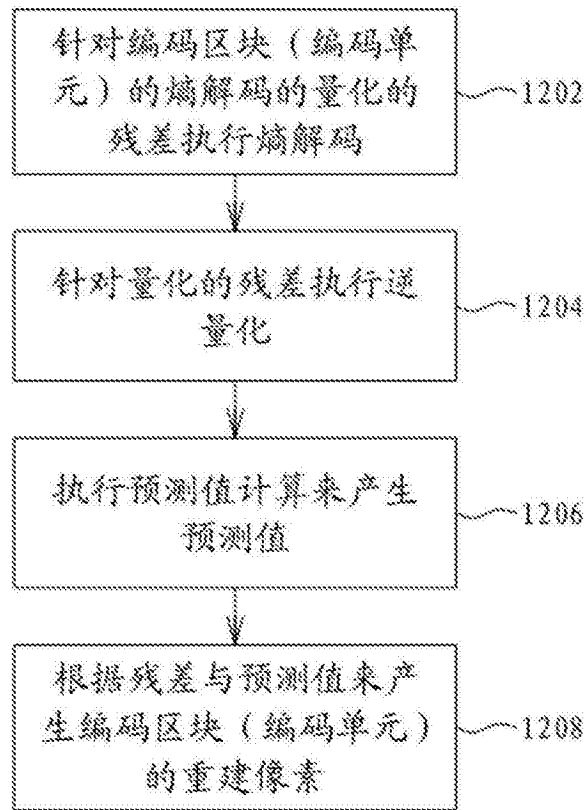 针对编码区块（编码单
元）的熵解码的量化的
残差执行熵解码
1202
针对量化的残差执行逆
量化
1204
执行预测值计算来产生
预测值
1206
根据残差与预测值来产
生编码区块（编码单元）
的重建像素
1208